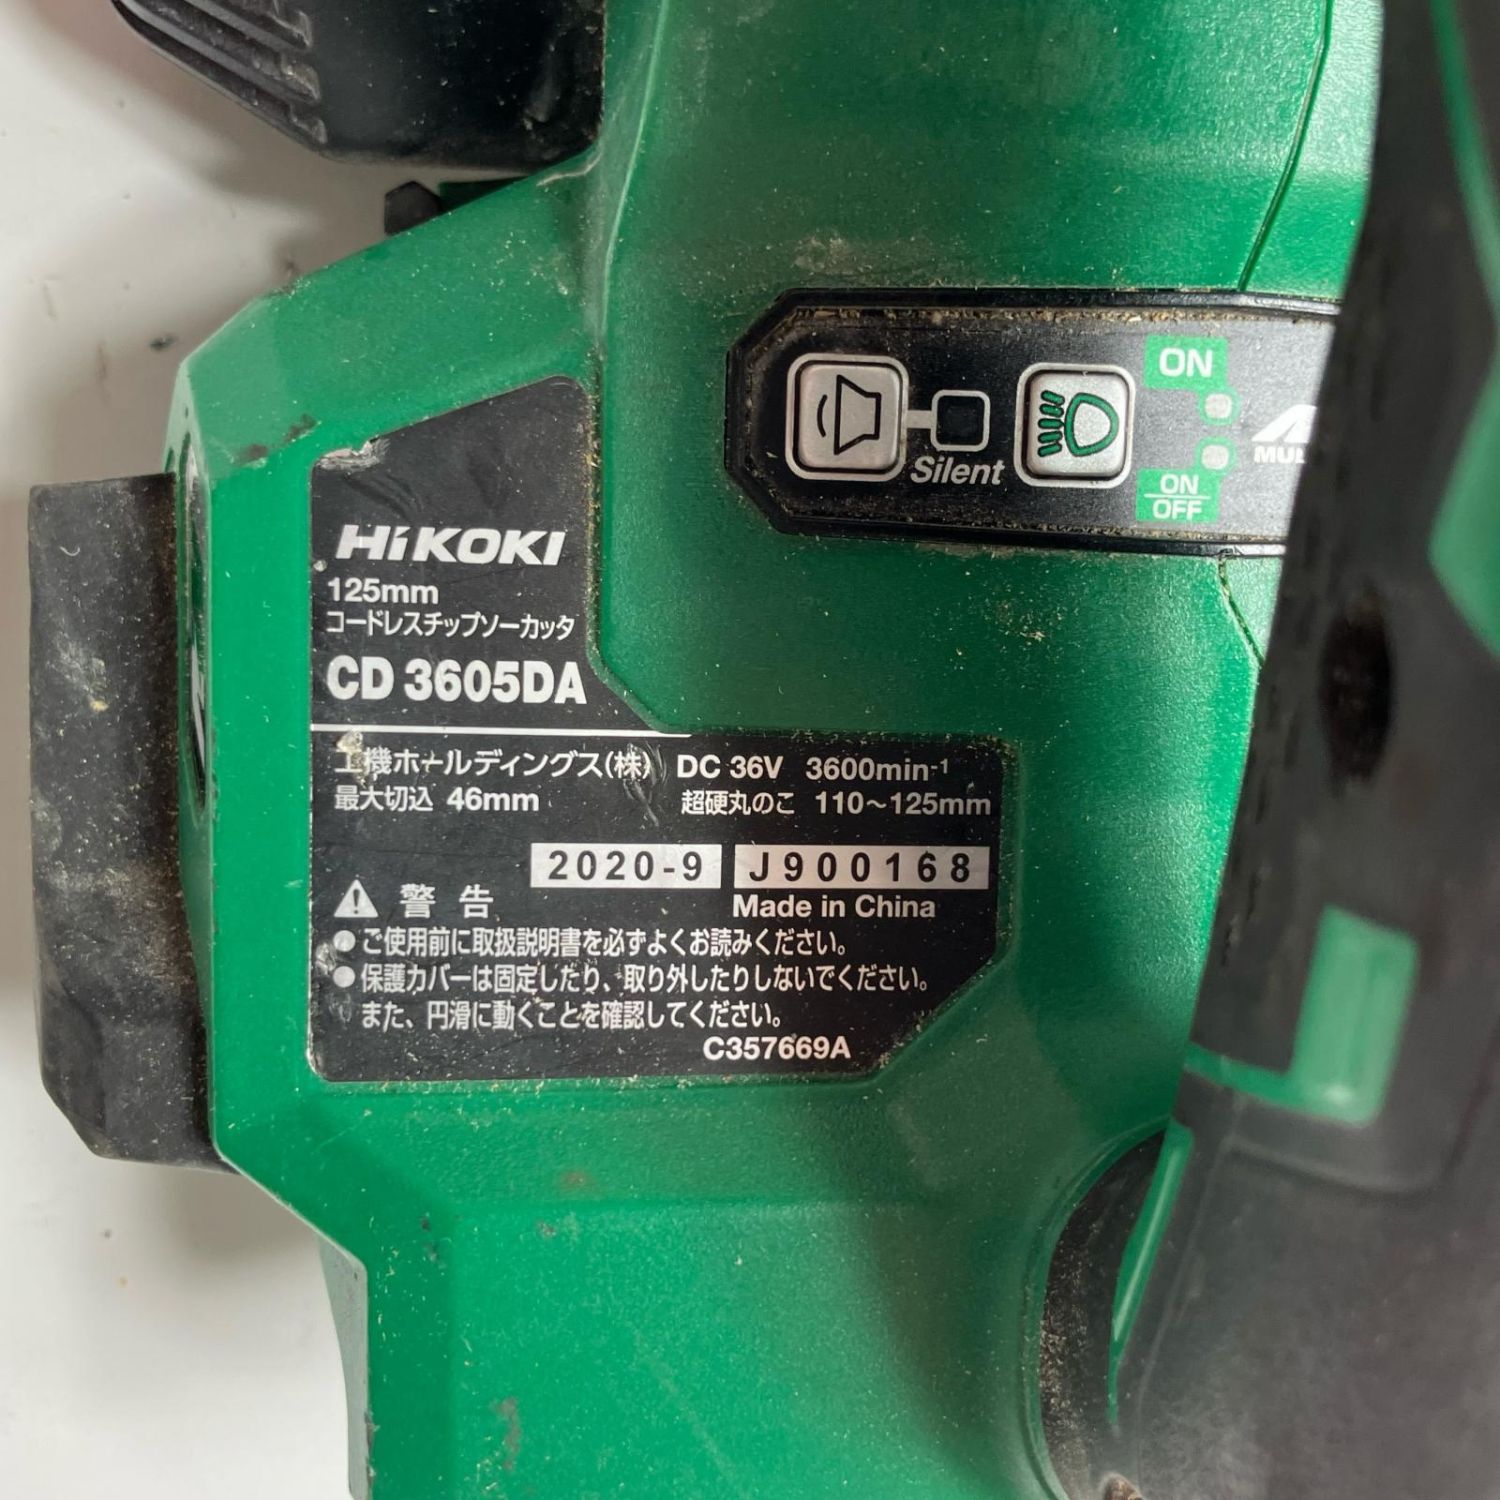 ON
Silent
ON
OFF
MUL
HiKOKI
125mm
コードレスチップソーカッタ
CD 3605DA
工機ホールディングス(株) DC 36V 3600min-1
最大切込 46mm 超硬丸のこ 110～125mm
2020-9 J900168
Made in China
警告
●ご使用前に取扱説明書を必ずよくお読みください。
●保護カバーは固定したり、取り外したりしないでください。
また、円滑に動くことを確認してください。
C357669A